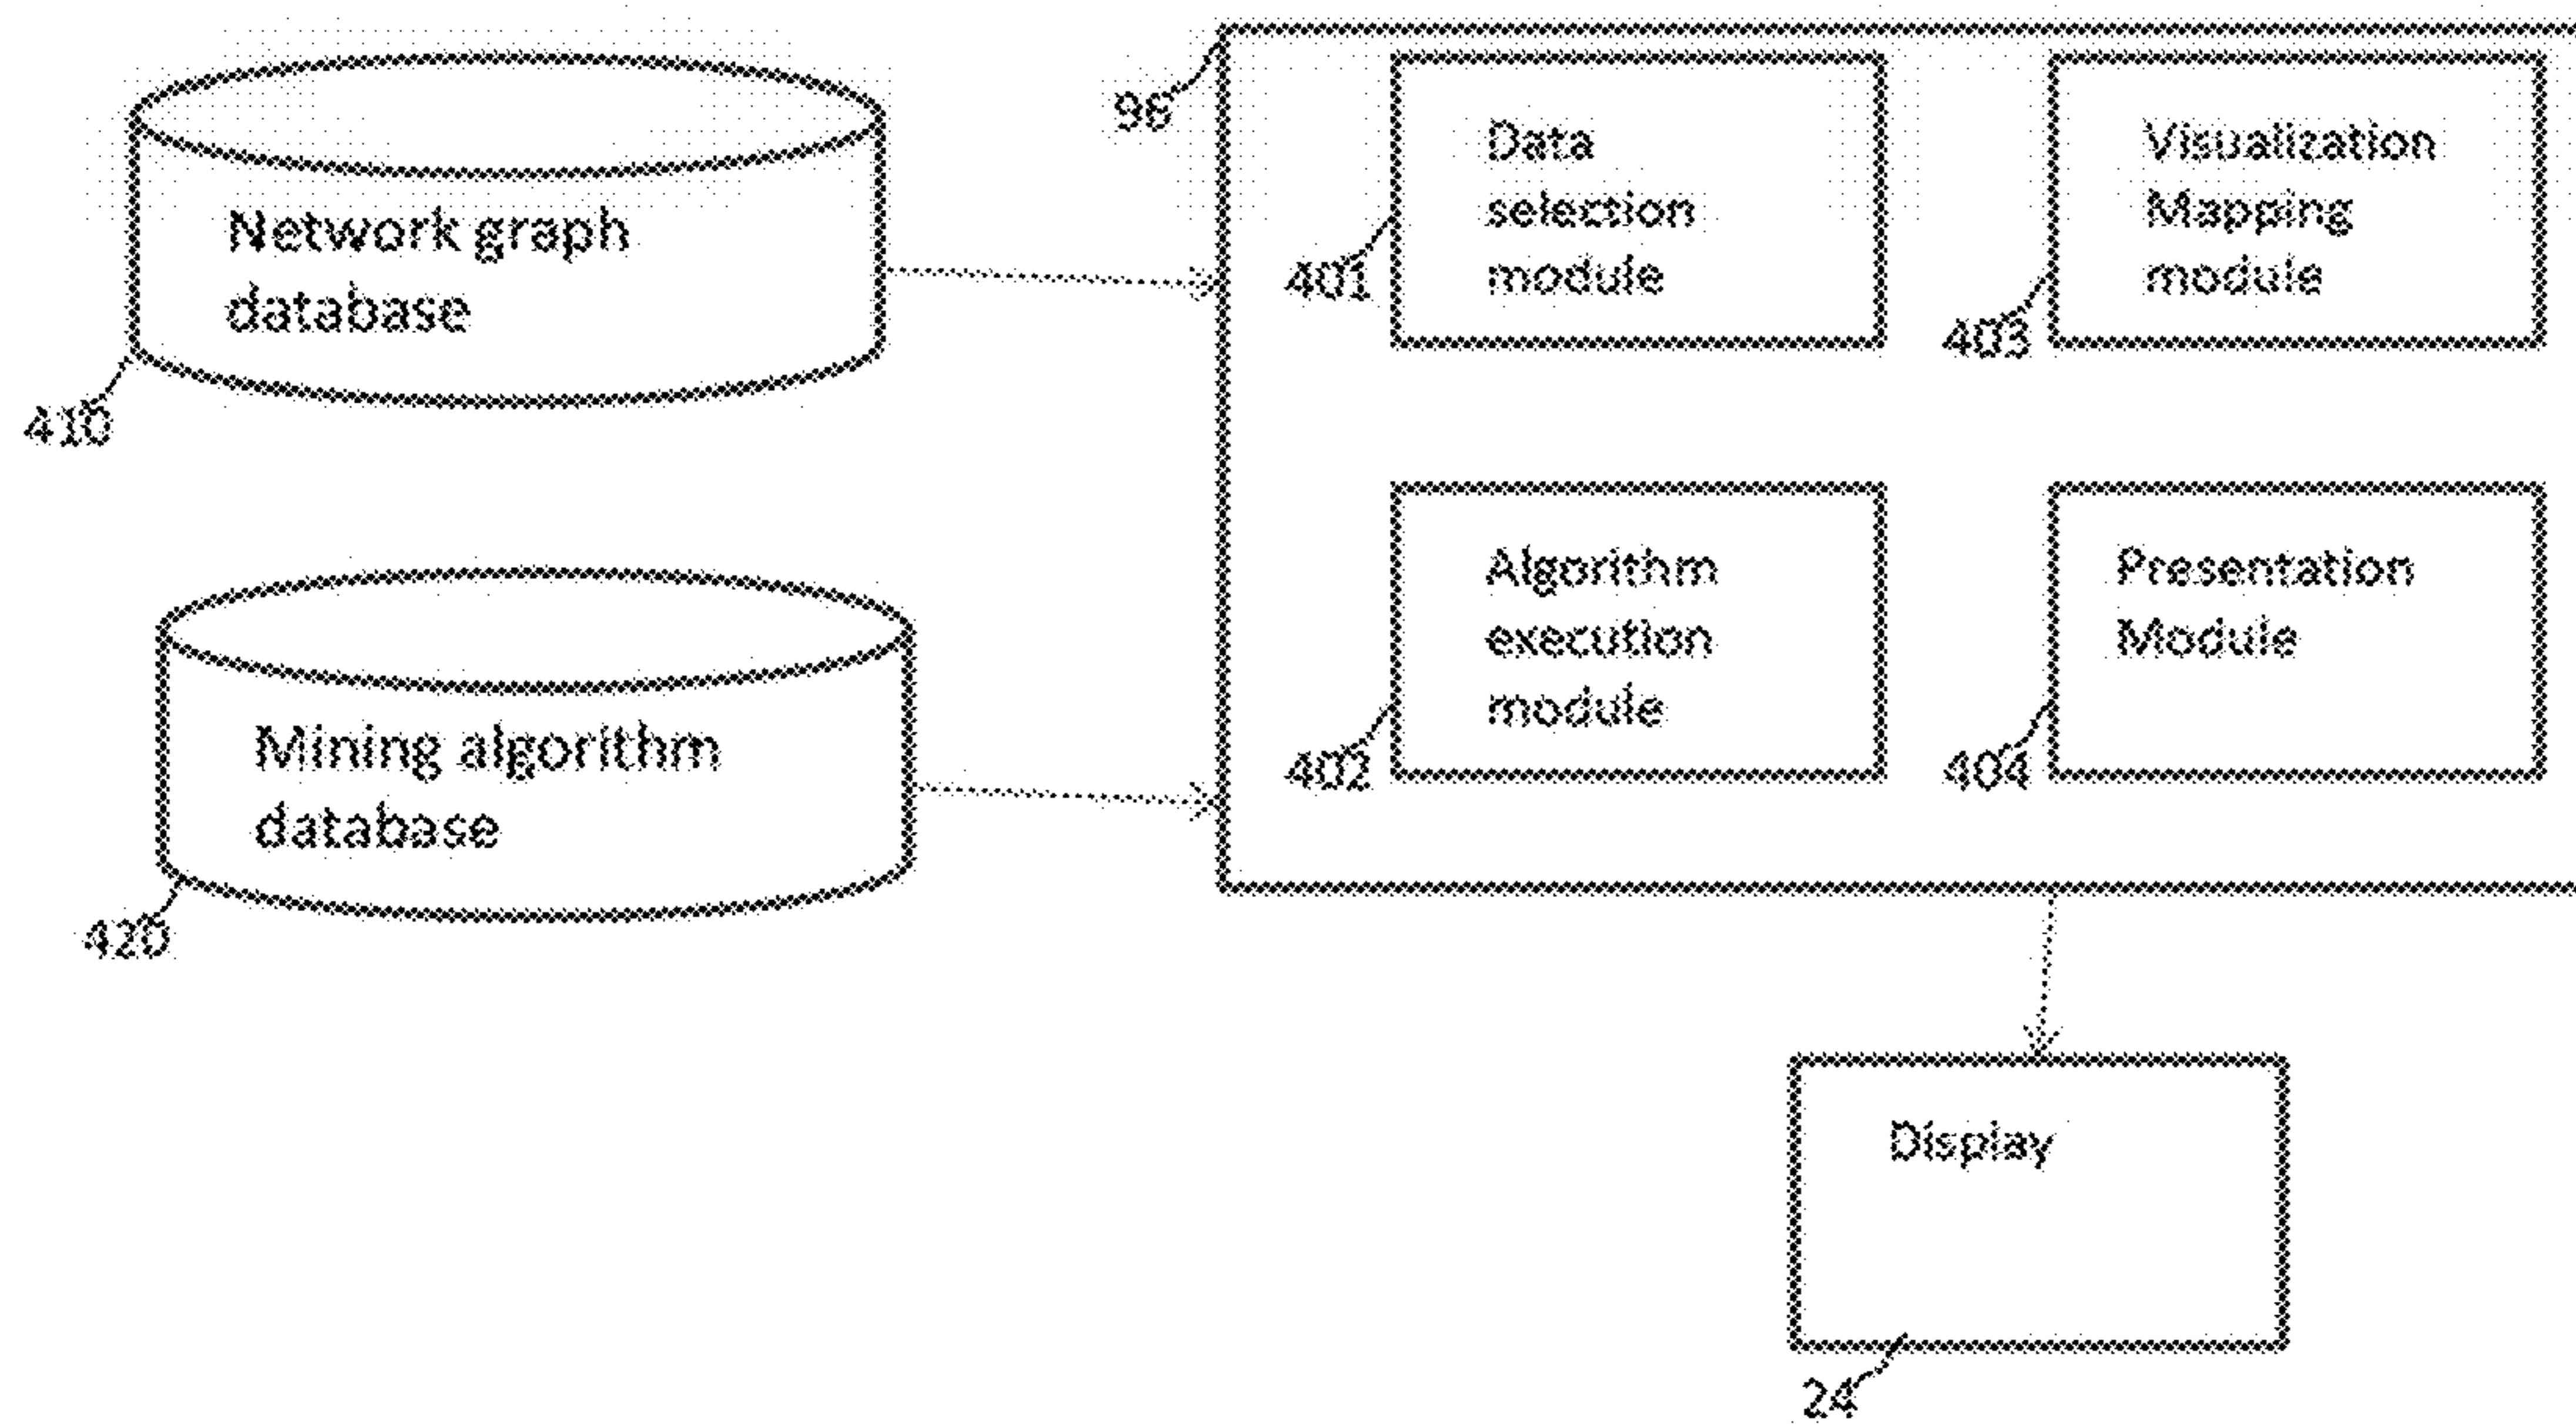 96
Data
selection
module
401
Visualization
Mapping
module
403
Network graph
database
410
Algorithm
execution
module
402
Presentation
Module
404
Mining algorithm
database
420
Display
24